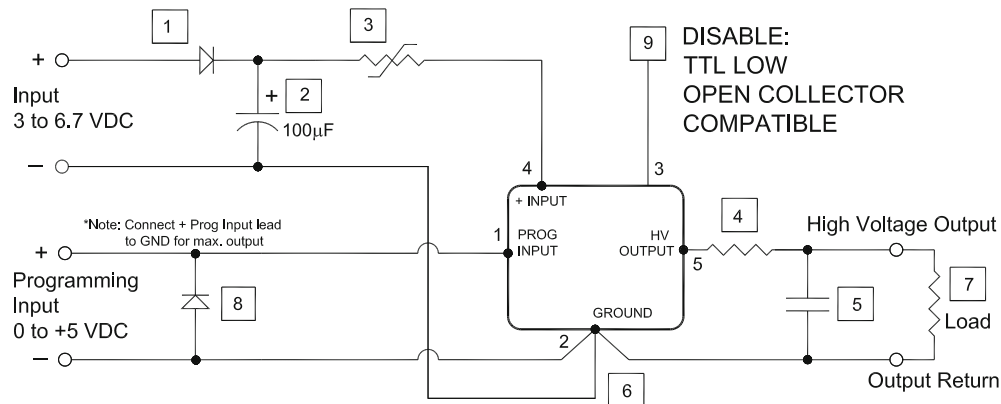 1
3
9
DISABLE:
TTL LOW
OPEN COLLECTOR
COMPATIBLE
+
Input
3 to 6.7 VDC
+
2
100µF
−
4
3
+ INPUT
*Note: Connect + Prog Input lead
to GND for max. output
+
1
PROG
INPUT
HV
OUTPUT
5
4
High Voltage Output
Programming
Input
0 to +5 VDC
8
5
7
Load
GROUND
−
2
6
Output Return